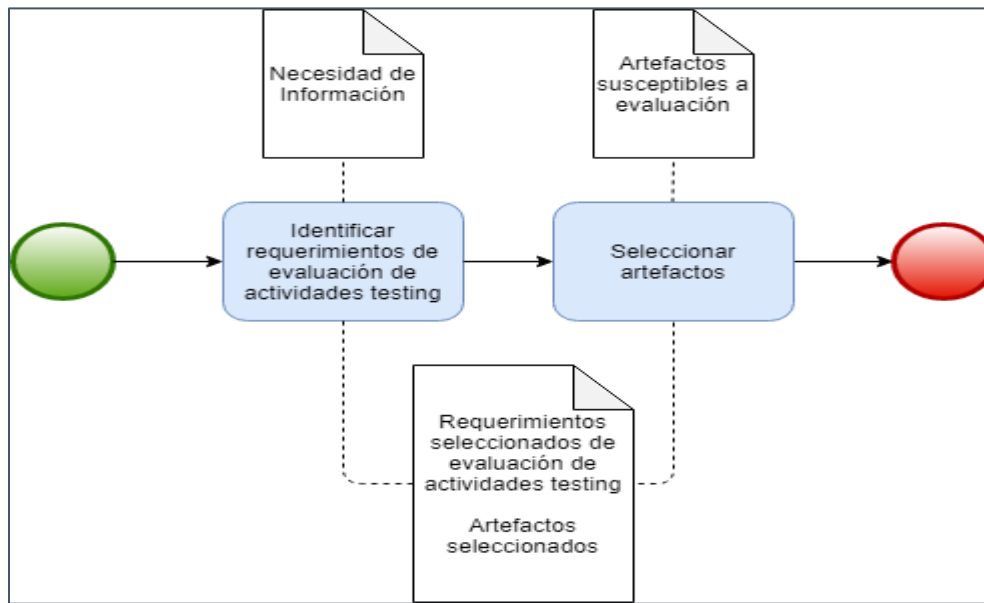 Necesidad de
Información
Artefactos
susceptibles a
evaluación
Identificar
requerimientos de
evaluación de
actividades testing
Seleccionar
artefactos
Requerimientos
seleccionados de
evaluación de
actividades testing
Artefactos
seleccionados